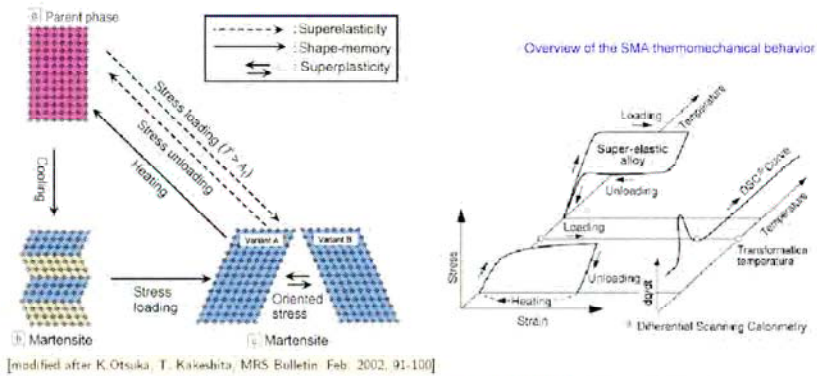 a Parent phase
: Superelasticity
: Shape-memory
: Superplasticity
Stress loading (T > Af)
Stress unloading
Heating
Cooling
Variant A
Variant B
Stress
loading
Oriented
stress
b Martensite
c Martensite
[modified after K.Otsuka, T. Kakeshita, MRS Bulletin. Feb. 2002, 91-100]
Overview of the SMA thermomechanical behavior
Loading
Temperature
Super-elastic
alloy
Unloading
DSC Curve
Temperature
Loading
Transformation
temperature
Stress
Unloading
Heating
dq/dt
Strain
Differential Scanning Calorimetry